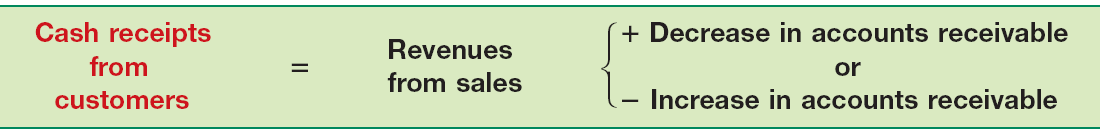 Cash receipts
from
customers
=
Revenues
from sales
+ Decrease in accounts receivable
or
− Increase in accounts receivable